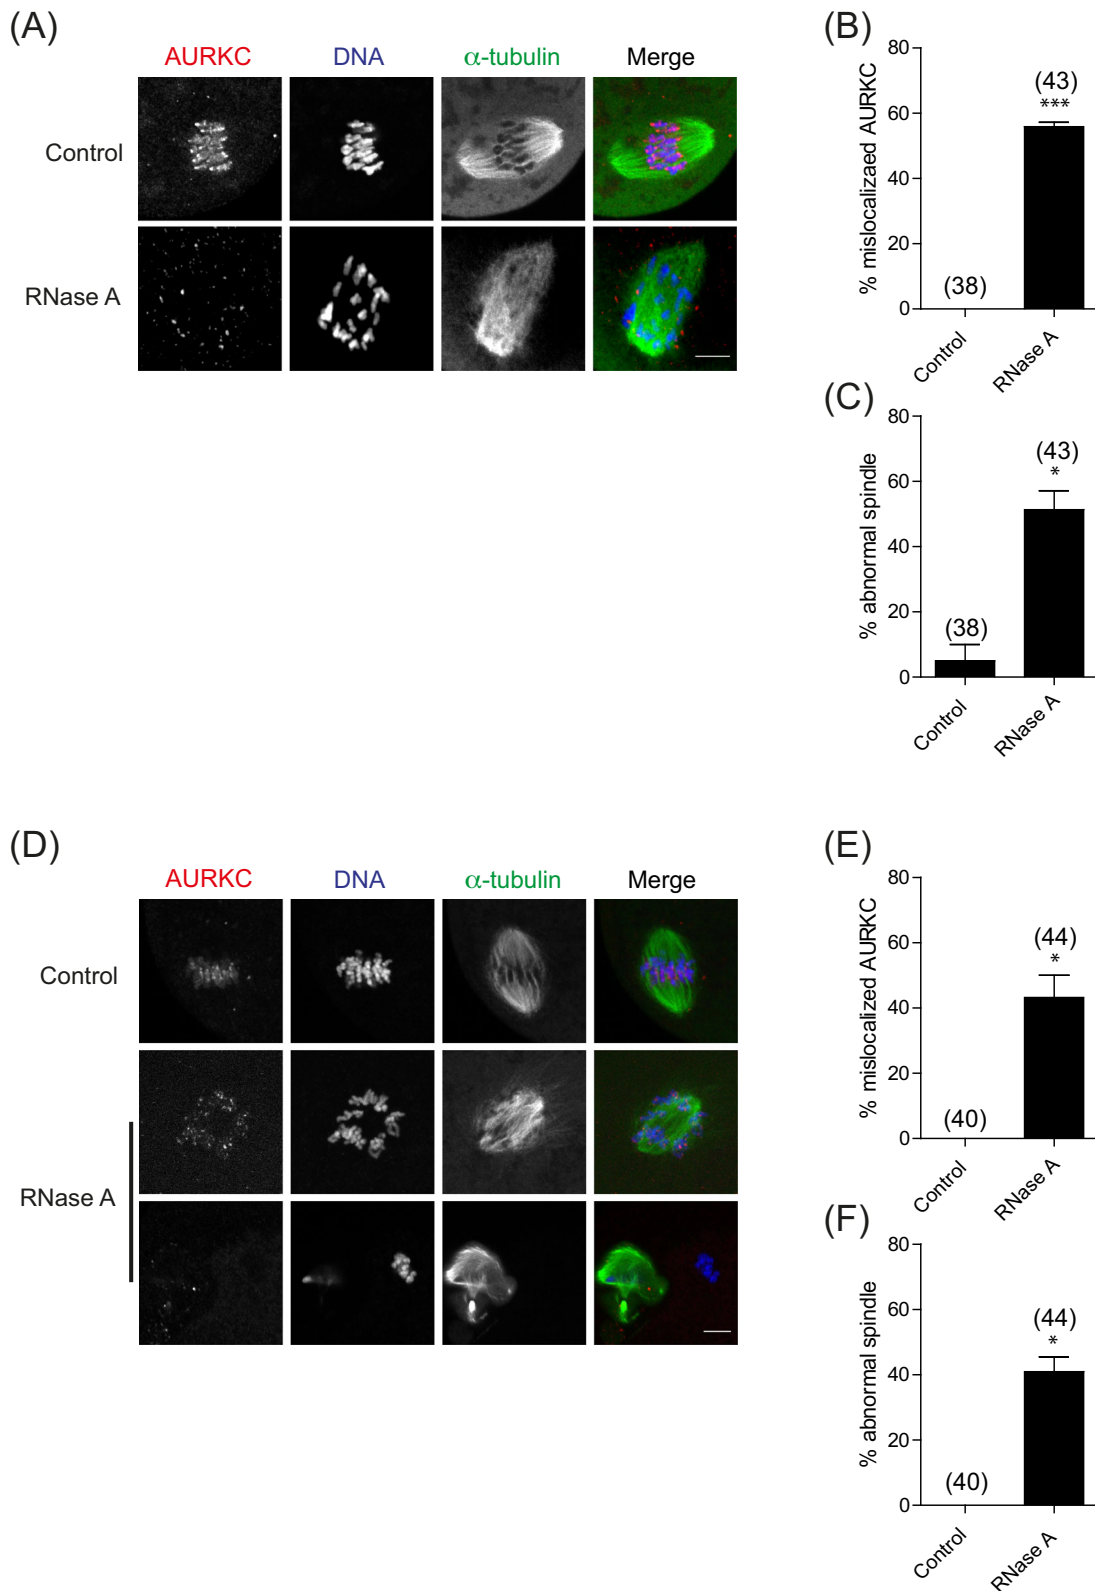 (A)
AURKC DNA α-tubulin Merge
Control
RNase A
(B)
% mislocalizaed AURKC
80
60
40
20
0
(38)
(43)
***
Control
RNase A
(C)
% abnormal spindle
80
60
40
20
0
(38)
(43)
*
Control
RNase A
(D)
AURKC DNA α-tubulin Merge
Control
RNase A
(E)
% mislocalized AURKC
80
60
40
20
0
(40)
(44)
*
Control
RNase A
(F)
% abnormal spindle
80
60
40
20
0
(40)
(44)
*
Control
RNase A